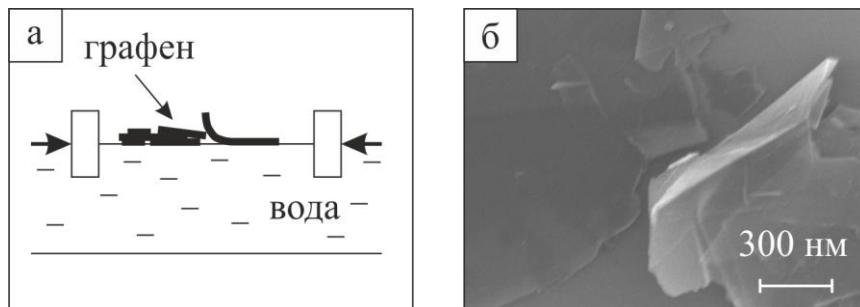 а
графен
вода
б
300 нм